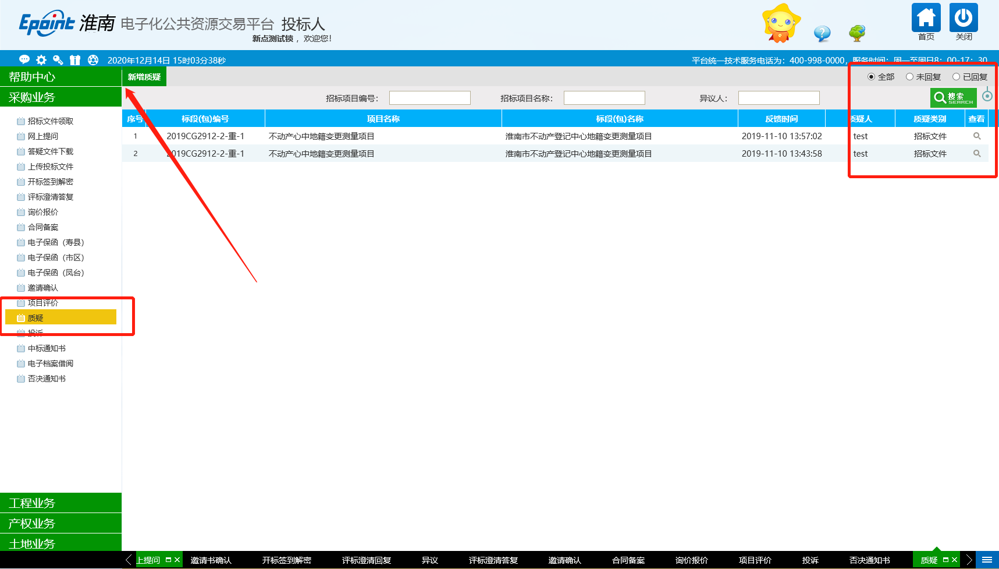 Epoint 淮南 电子化公共资源交易平台 投标人
新点测试锁，欢迎您!
首页
关闭
2020年12月14日 15时03分38秒
平台统一技术服务电话为：400-998-0000，服务时间：周一至周日8：00-17：30
帮助中心
采购业务
招标文件领取
网上提问
答疑文件下载
上传投标文件
开标签到解密
评标澄清答复
询价报价
合同备案
电子保函（寿县）
电子保函（市区）
电子保函（凤台）
邀请确认
项目评价
质疑
投诉
中标通知书
电子档案借阅
否决通知书
工程业务
产权业务
土地业务
新增质疑
全部 未回复 已回复
招标项目编号： 招标项目名称： 异议人： 搜索 SEARCH
序号 标段(包)编号 项目名称 标段(包)名称 反馈时间 质疑人 质疑类别 查看
1 2019CG2912-2-重-1 不动产心中地籍变更测量项目 淮南市不动产登记中心地籍变更测量项目 2019-11-10 13:57:02 test 招标文件
2 2019CG2912-2-重-1 不动产心中地籍变更测量项目 淮南市不动产登记中心地籍变更测量项目 2019-11-10 13:43:58 test 招标文件
上提问 邀请书确认 开标签到解密 评标澄清回复 异议 评标澄清答复 邀请确认 合同备案 询价报价 项目评价 投诉 否决通知书 质疑